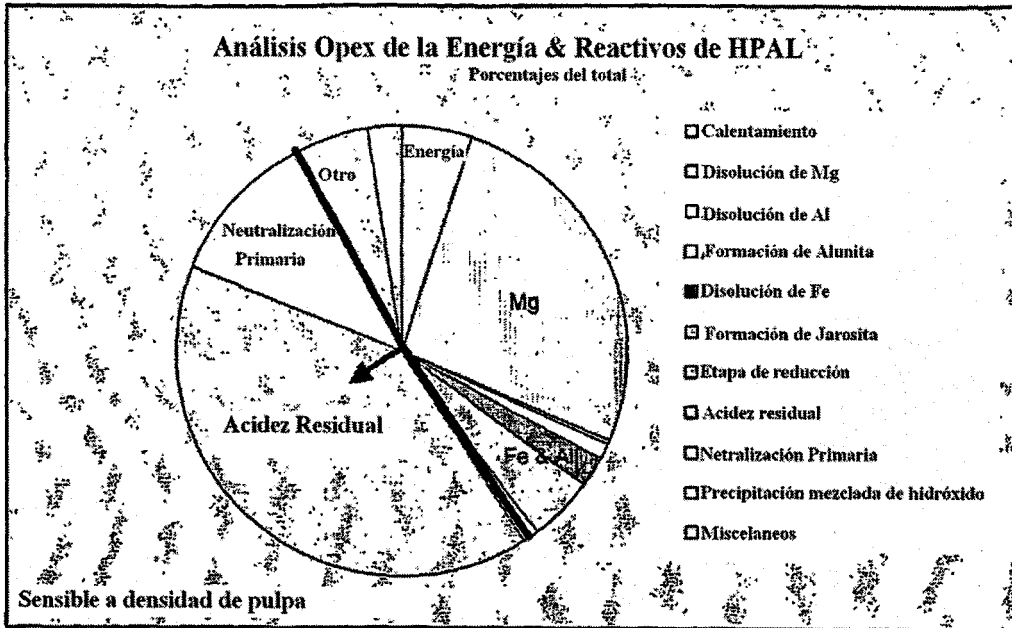 Análisis Opex de la Energía & Reactivos de HPAL
Porcentajes del total
Energía
Otro
Neutralización
Primaria
Mg
Fe & Al
Acidez Residual
Calentamiento
Disolución de Mg
Disolución de Al
Formación de Alunita
Disolución de Fe
Formación de Jarosita
Etapa de reducción
Acidez residual
Netralización Primaria
Precipitación mezclada de hidróxido
Miscelaneos
Sensible a densidad de pulpa